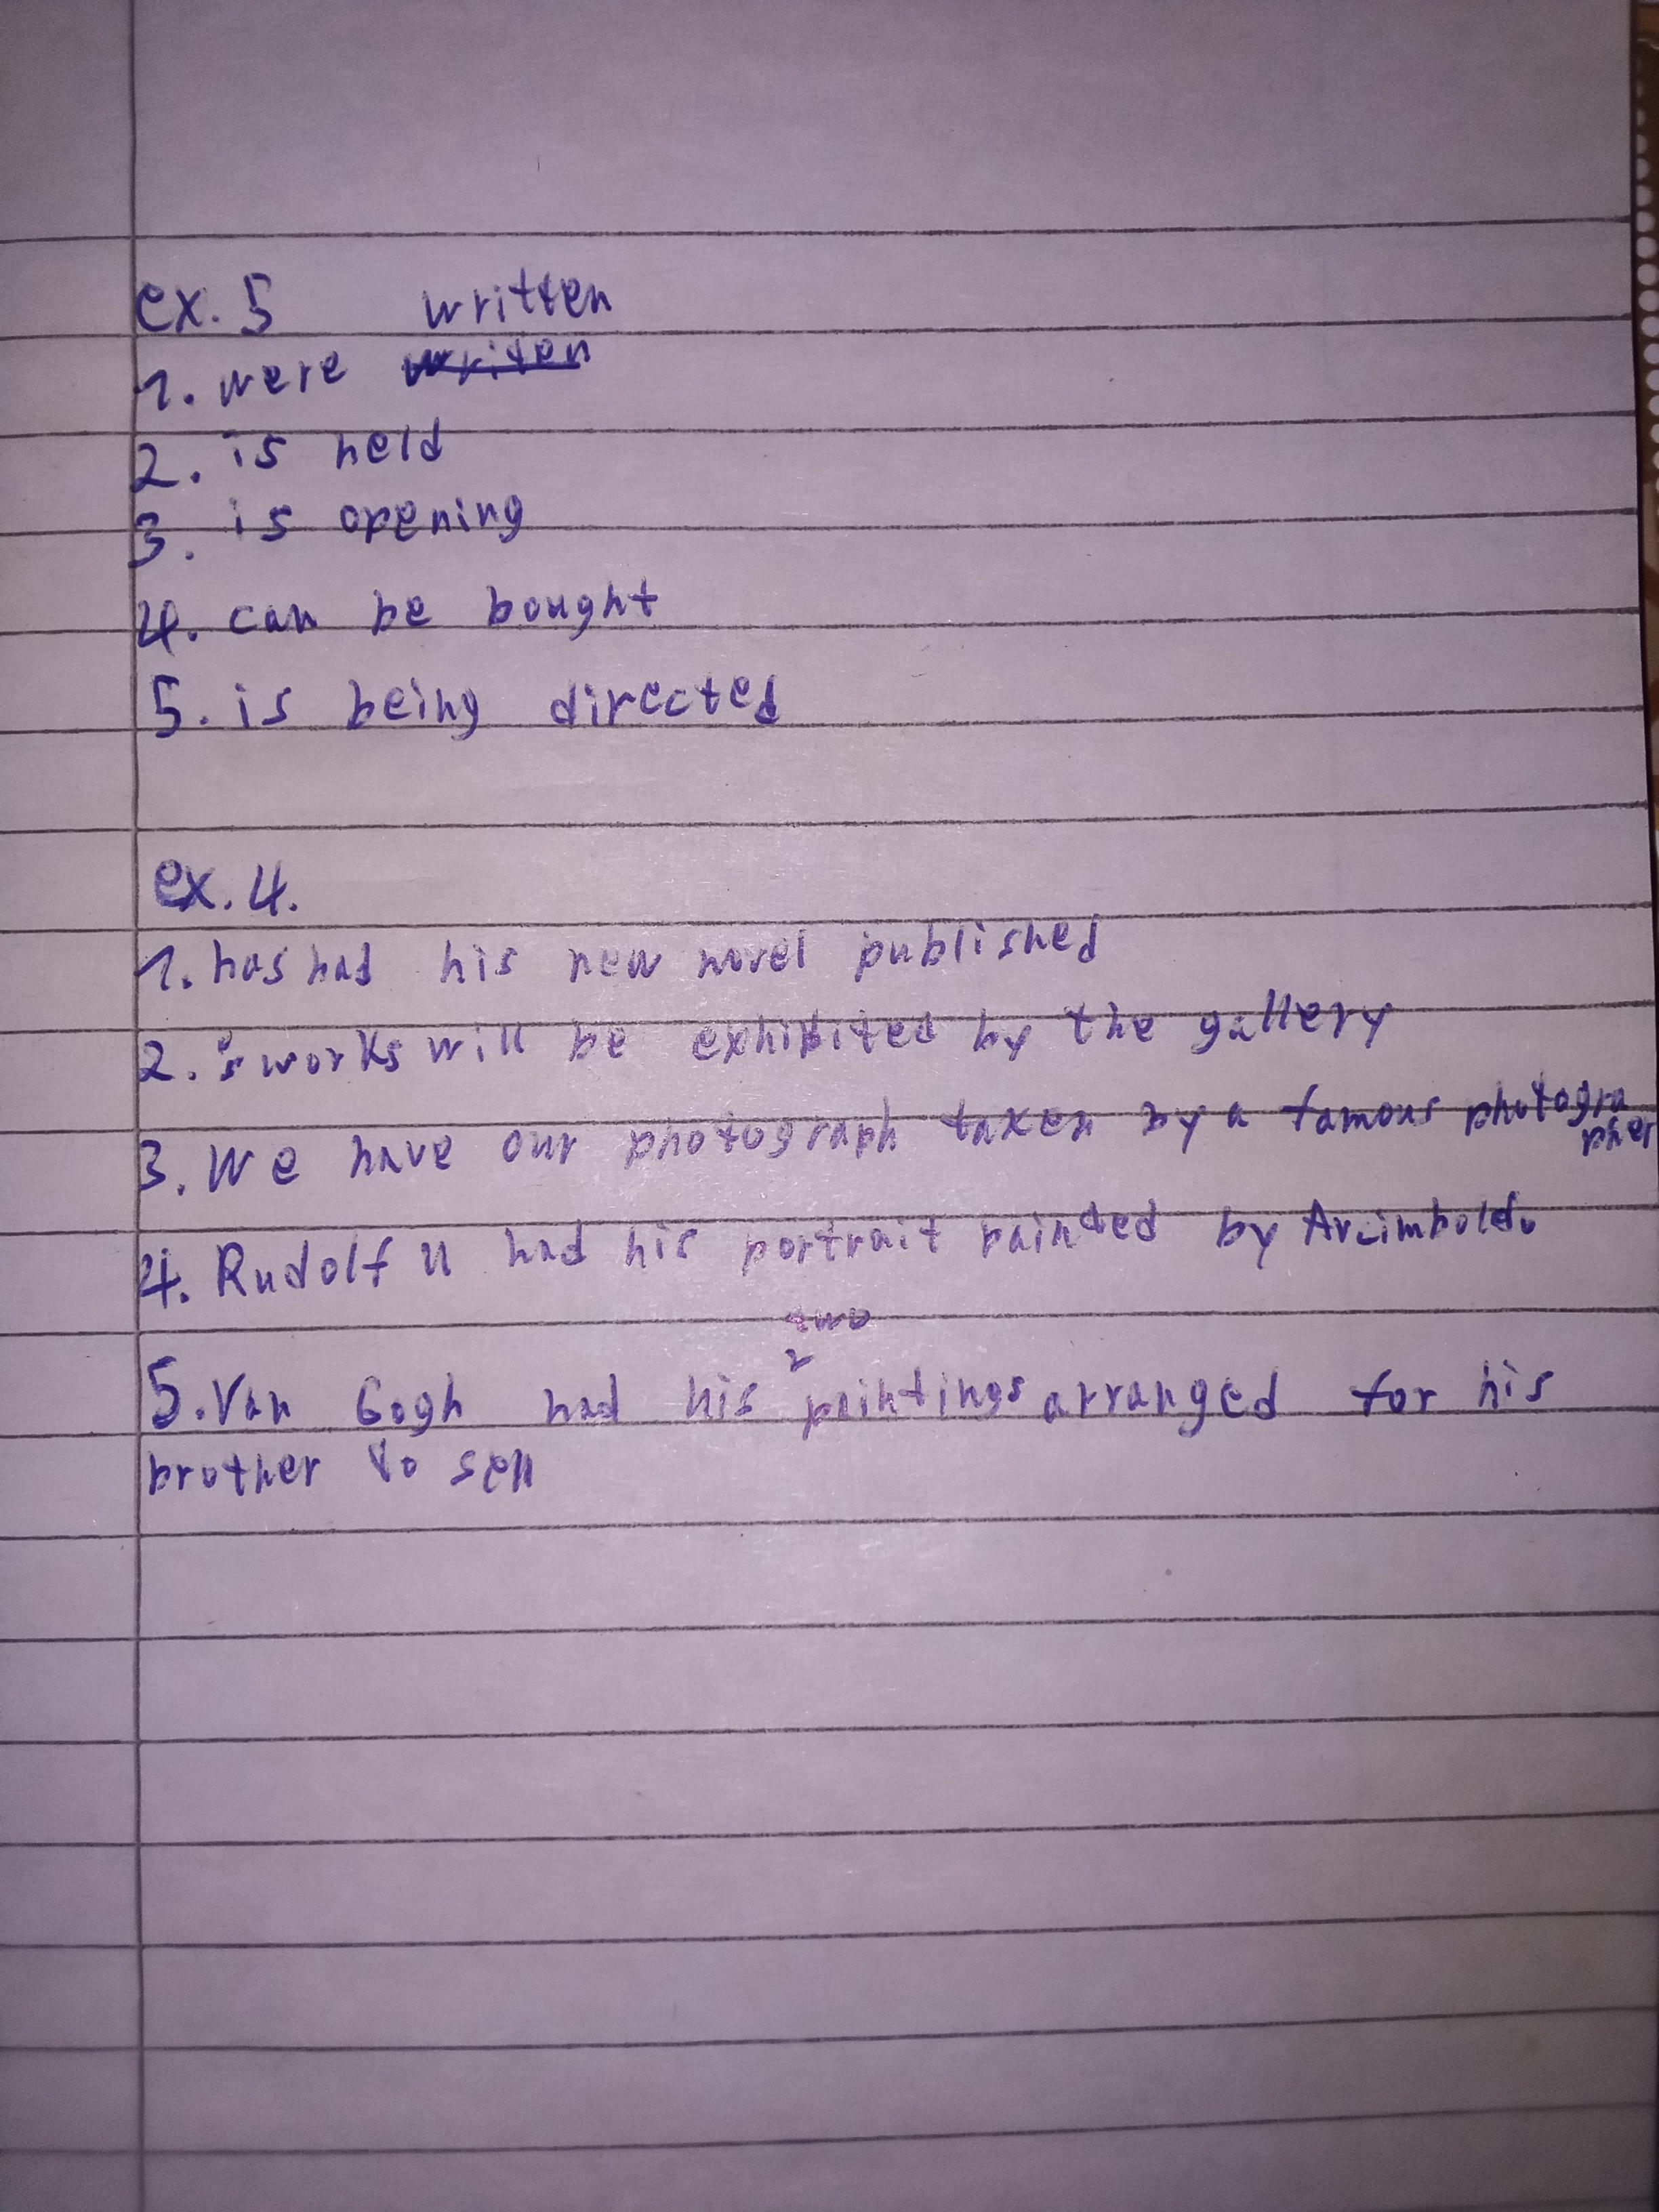 ex. 5 written
1. were writen
2. is held
3. is opening
4. can be bought
5. is being directed
ex. 4.
1. has had his new novel published
2. 's works will be exhibited by the gallery
3. We have our photograph taken by a famous photogra
pher
4. Rudolf II had his portrait painted by Arcimboldo
two
5. Van Gogh had his paintings arranged for his
brother to sell